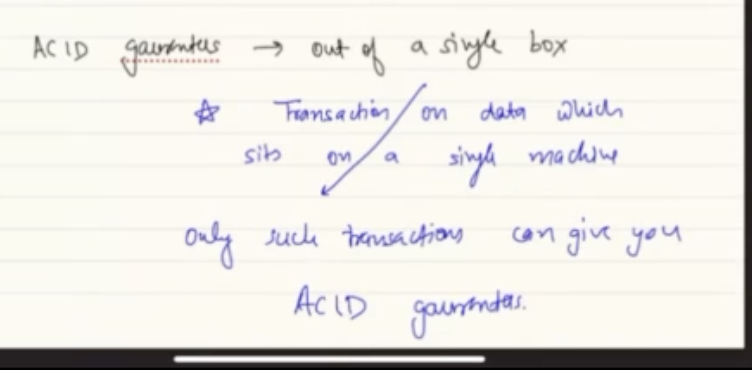 ACID gaurentees → out of a single box
☆ Transaction on data which
sits on a single machine
only such transactions can give you
ACID gaurentees.